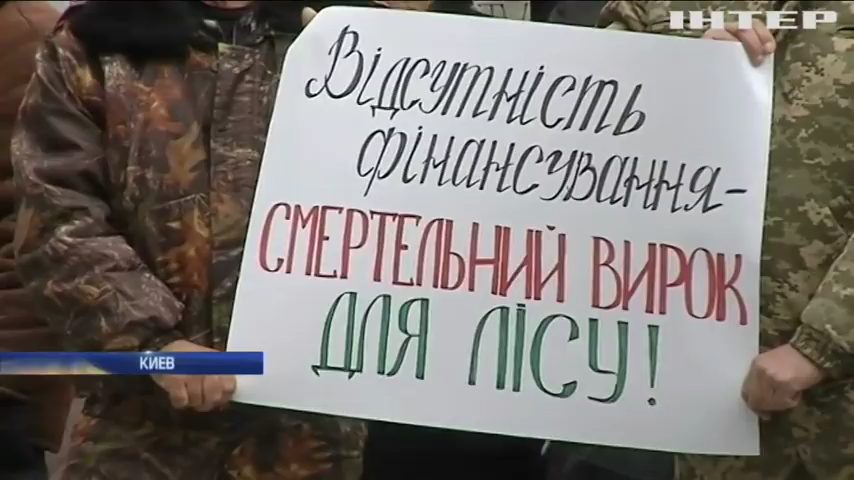 ІНТЕР
Відсутність
фінансування-
СМЕРТЕЛЬНИЙ ВИРОК
ДЛЯ ЛІСУ!
КИЕВ